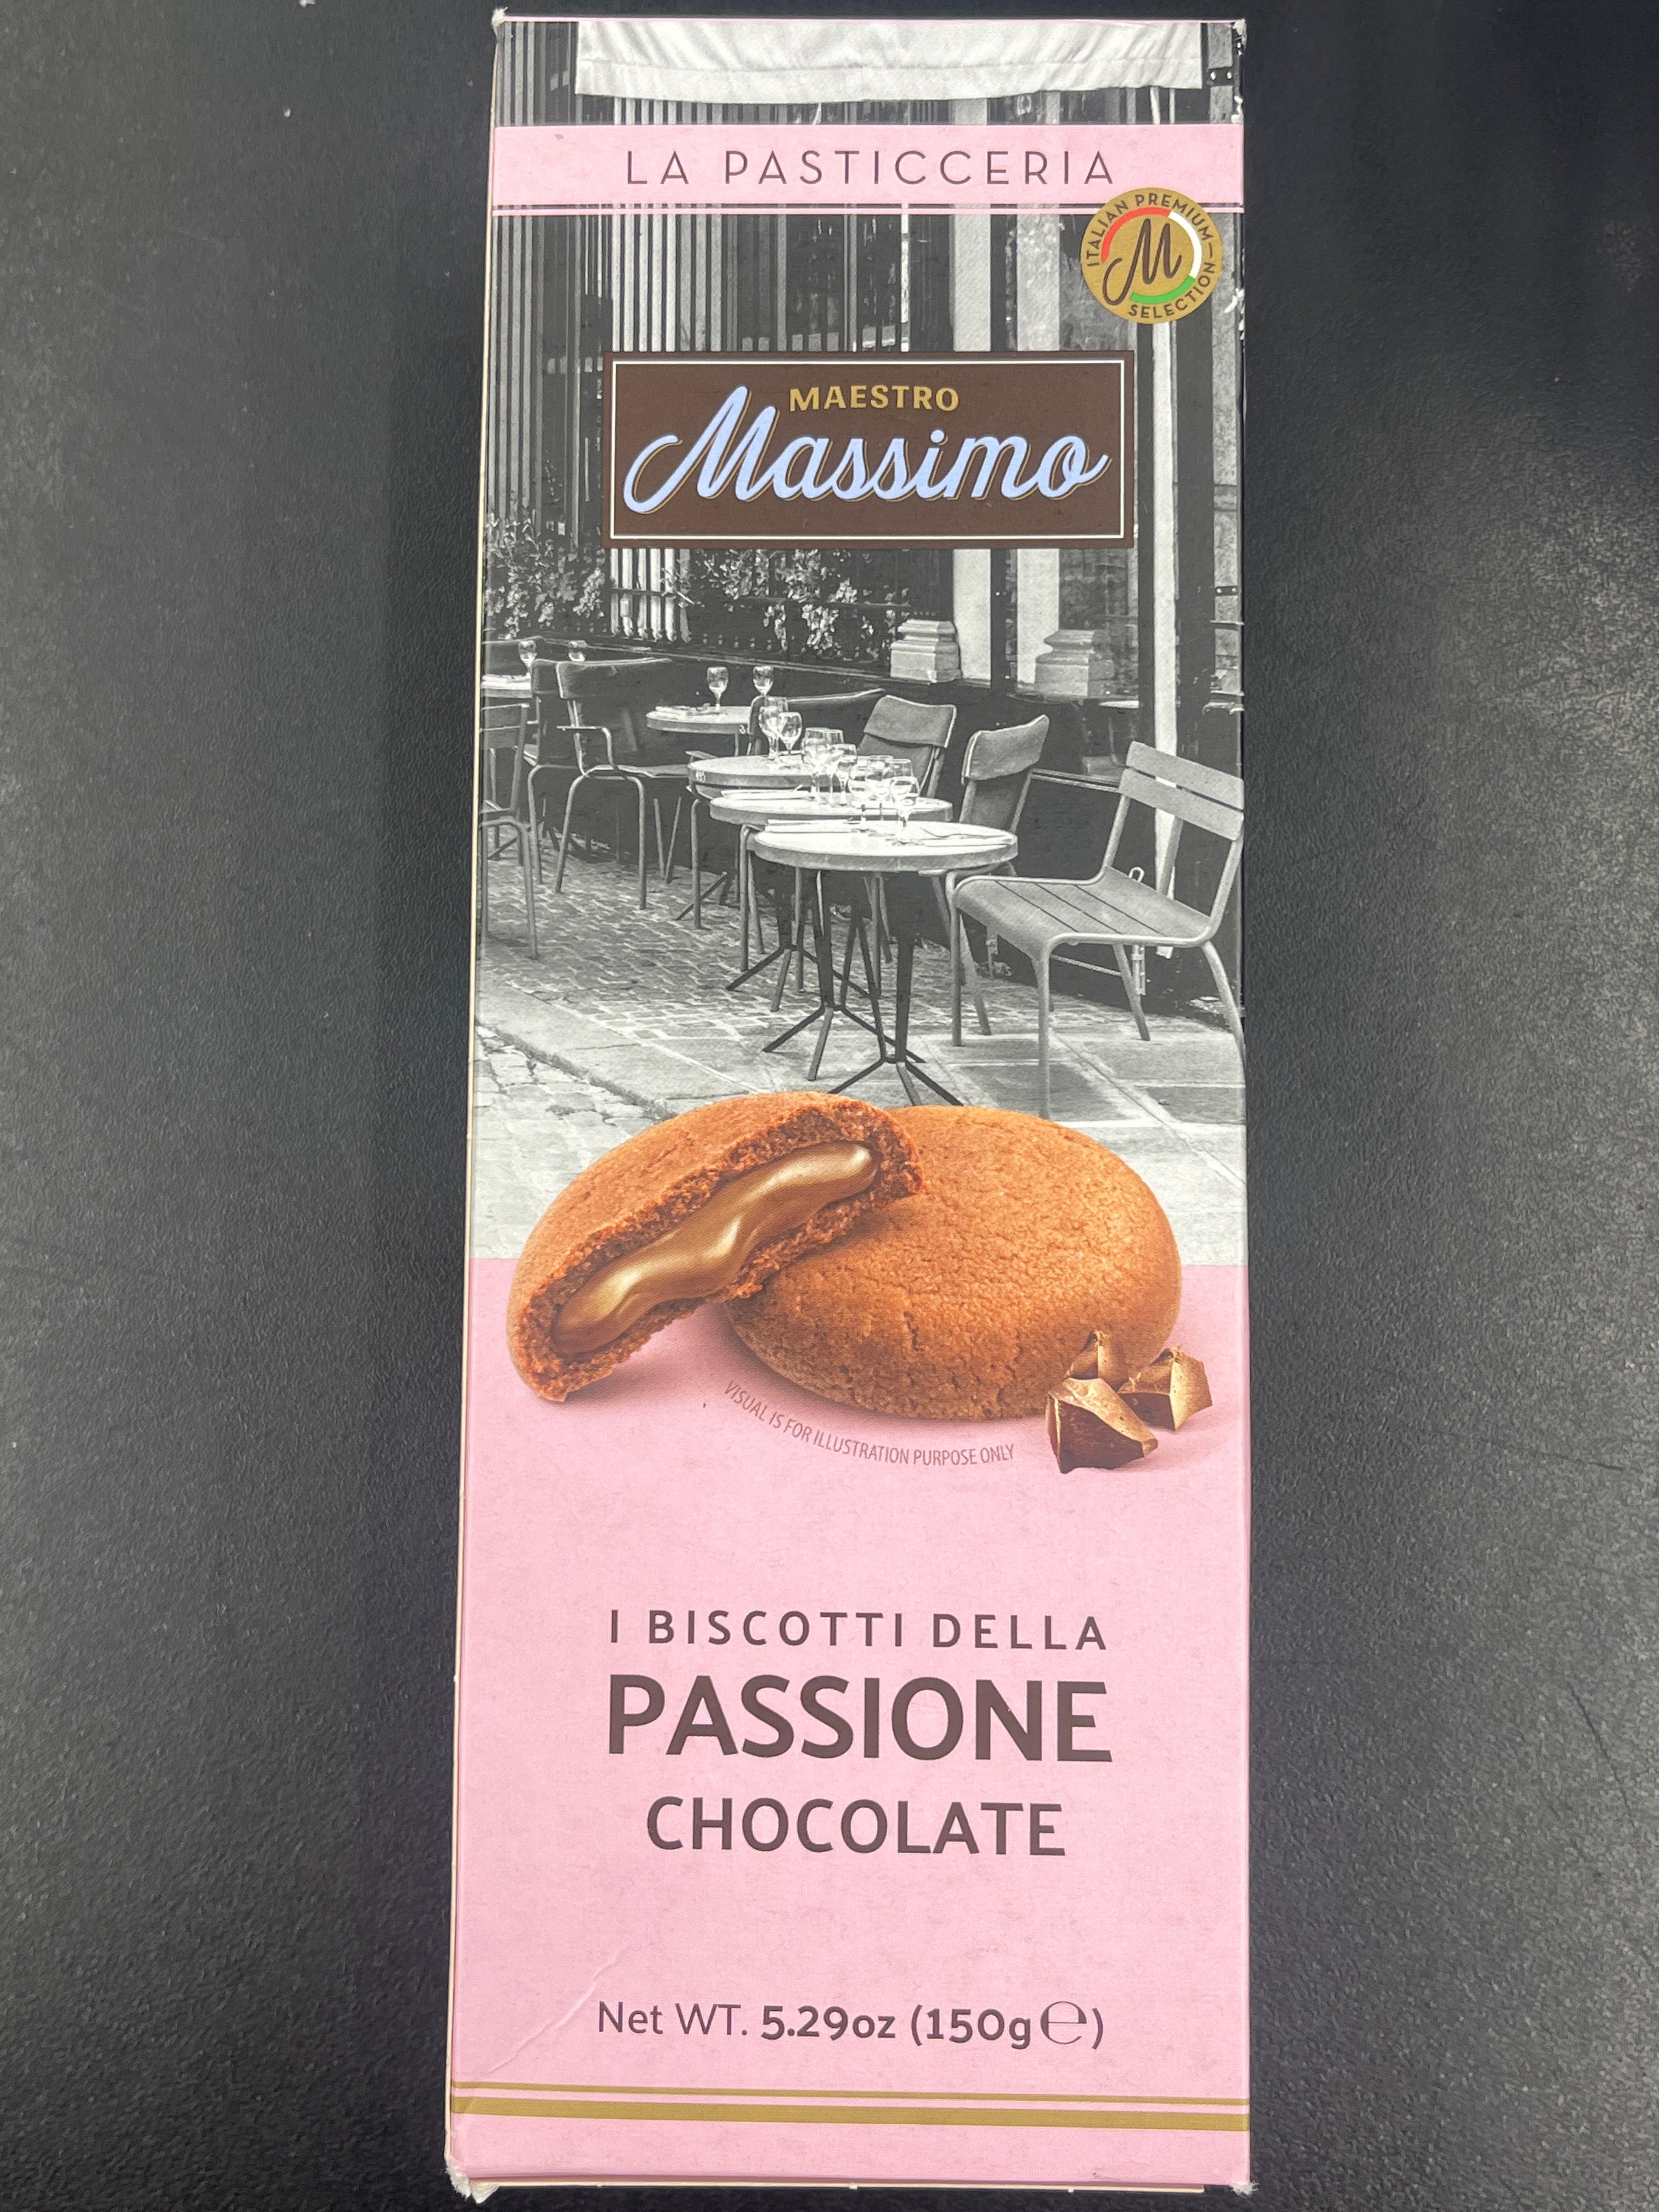 LA PASTICCERIA
ITALIAN PREMIUM
M
SELECTION
MAESTRO
Massimo
VISUAL IS FOR ILLUSTRATION PURPOSE ONLY
I BISCOTTI DELLA
PASSIONE
CHOCOLATE
Net WT. 5.29oz (150g℮)